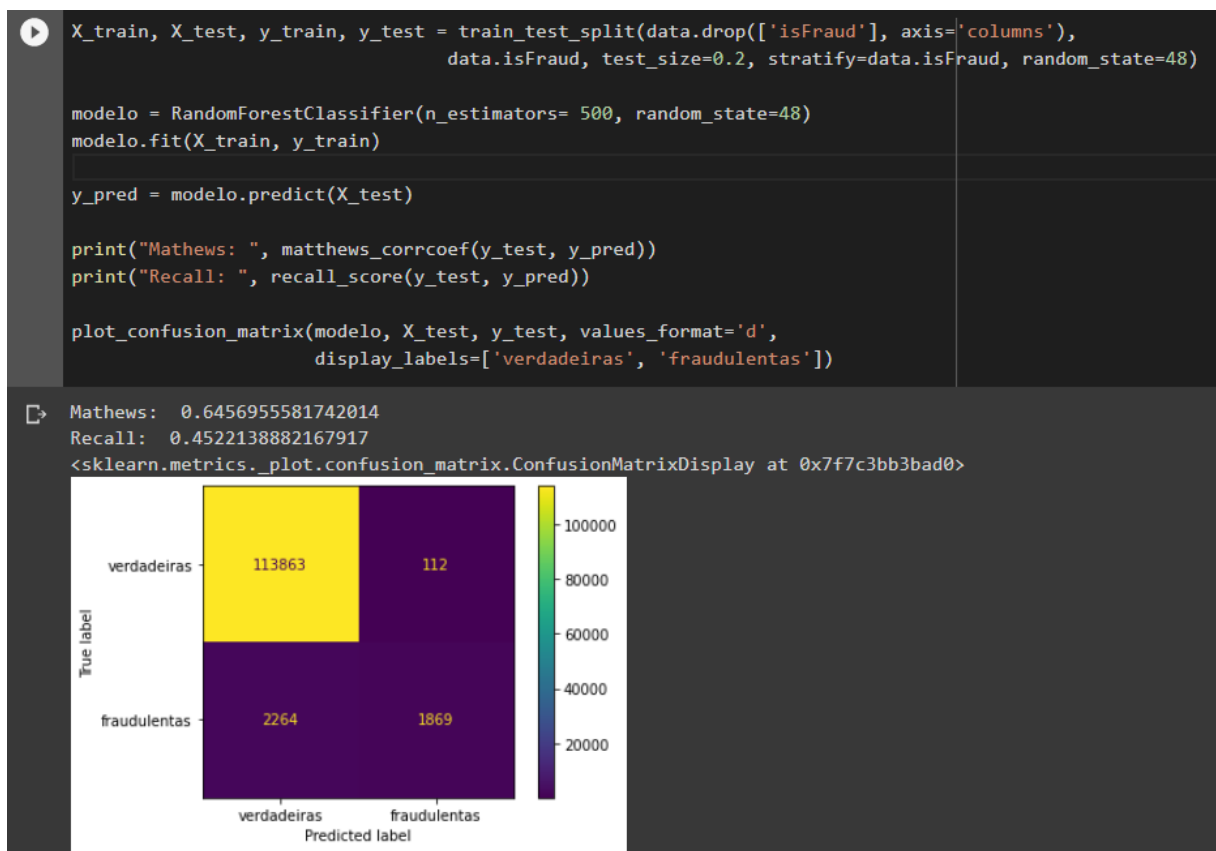 X_train, X_test, y_train, y_test = train_test_split(data.drop(['isFraud'], axis='columns'),
data.isFraud, test_size=0.2, stratify=data.isFraud, random_state=48)
modelo = RandomForestClassifier(n_estimators= 500, random_state=48)
modelo.fit(X_train, y_train)
y_pred = modelo.predict(X_test)
print("Mathews: ", matthews_corrcoef(y_test, y_pred))
print("Recall: ", recall_score(y_test, y_pred))
plot_confusion_matrix(modelo, X_test, y_test, values_format='d',
display_labels=['verdadeiras', 'fraudulentas'])
Mathews:  0.6456955581742014
Recall:  0.4522138882167917
<sklearn.metrics._plot.confusion_matrix.ConfusionMatrixDisplay at 0x7f7c3bb3bad0>
100000
verdadeiras 113863 112
80000
60000
True label
40000
fraudulentas 2264 1869
20000
verdadeiras fraudulentas
Predicted label